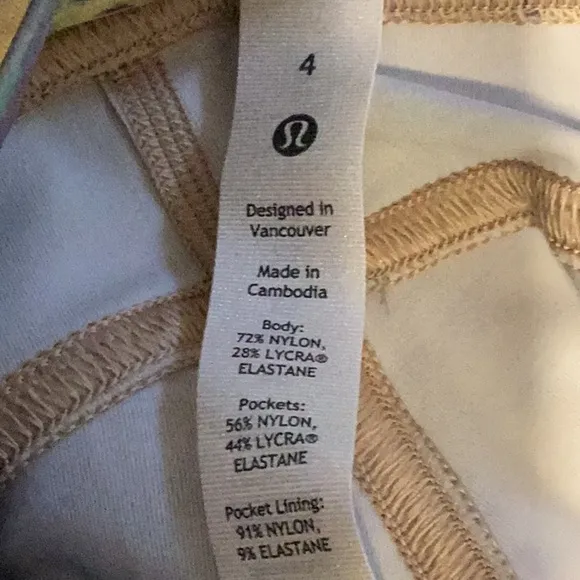 4
Designed in
Vancouver
Made in
Cambodia
Body:
72% NYLON,
28% LYCRA®
ELASTANE
Pockets:
56% NYLON,
44% LYCRA®
ELASTANE
Pocket Lining:
91% NYLON,
9% ELASTANE